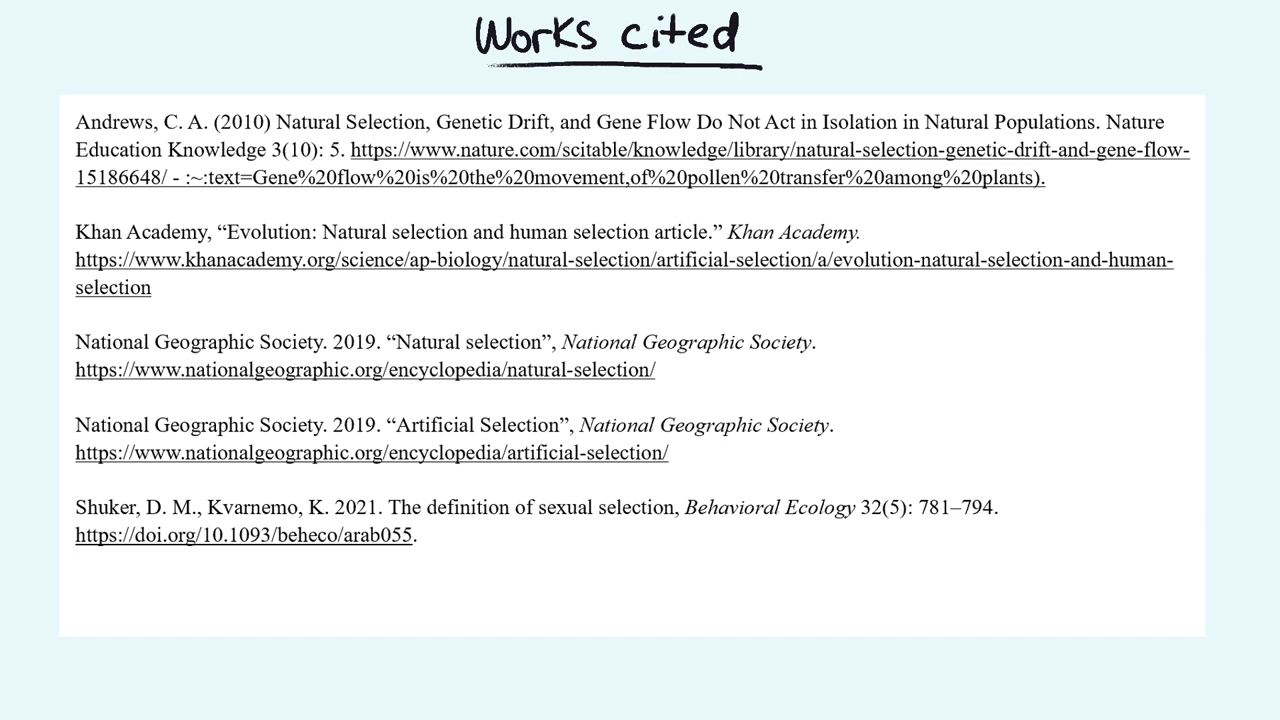 Works cited
Andrews, C. A. (2010) Natural Selection, Genetic Drift, and Gene Flow Do Not Act in Isolation in Natural Populations. Nature
Education Knowledge 3(10): 5. https://www.nature.com/scitable/knowledge/library/natural-selection-genetic-drift-and-gene-flow-
15186648/ - :~:text=Gene%20flow%20is%20the%20movement,of%20pollen%20transfer%20among%20plants).
Khan Academy, “Evolution: Natural selection and human selection article.” Khan Academy.
https://www.khanacademy.org/science/ap-biology/natural-selection/artificial-selection/a/evolution-natural-selection-and-human-
selection
National Geographic Society. 2019. “Natural selection”, National Geographic Society.
https://www.nationalgeographic.org/encyclopedia/natural-selection/
National Geographic Society. 2019. “Artificial Selection”, National Geographic Society.
https://www.nationalgeographic.org/encyclopedia/artificial-selection/
Shuker, D. M., Kvarnemo, K. 2021. The definition of sexual selection, Behavioral Ecology 32(5): 781–794.
https://doi.org/10.1093/beheco/arab055.